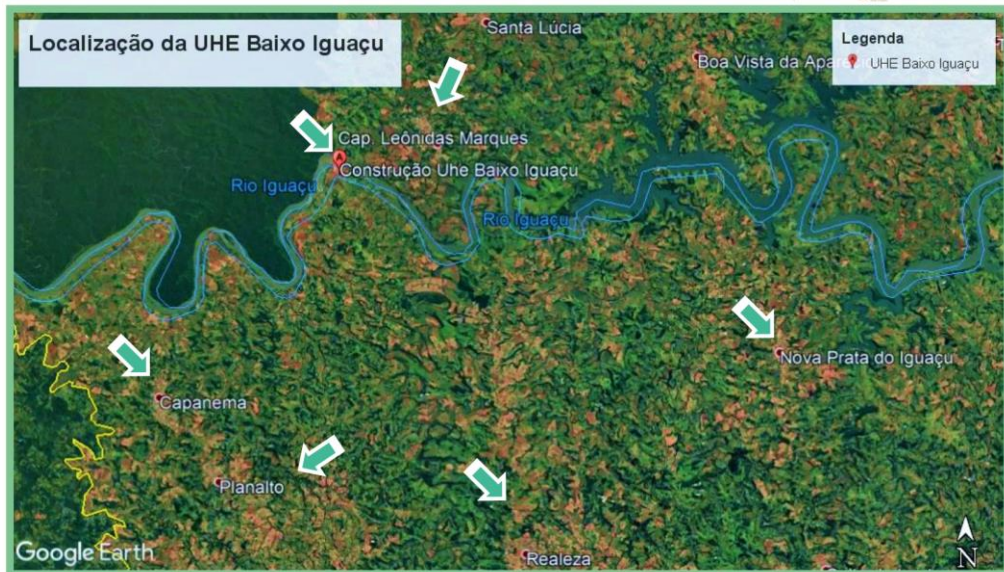 Localização da UHE Baixo Iguaçu
Santa Lúcia
Legenda
UHE Baixo Iguaçu
Boa Vista da
Cap. Leônidas Marques
Construção Uhe Baixo Iguaçu
Rio Iguaçu
Rio Iguaçu
Nova Prata do Iguaçu
Capanema
Planalto
Realeza
Google Earth
N